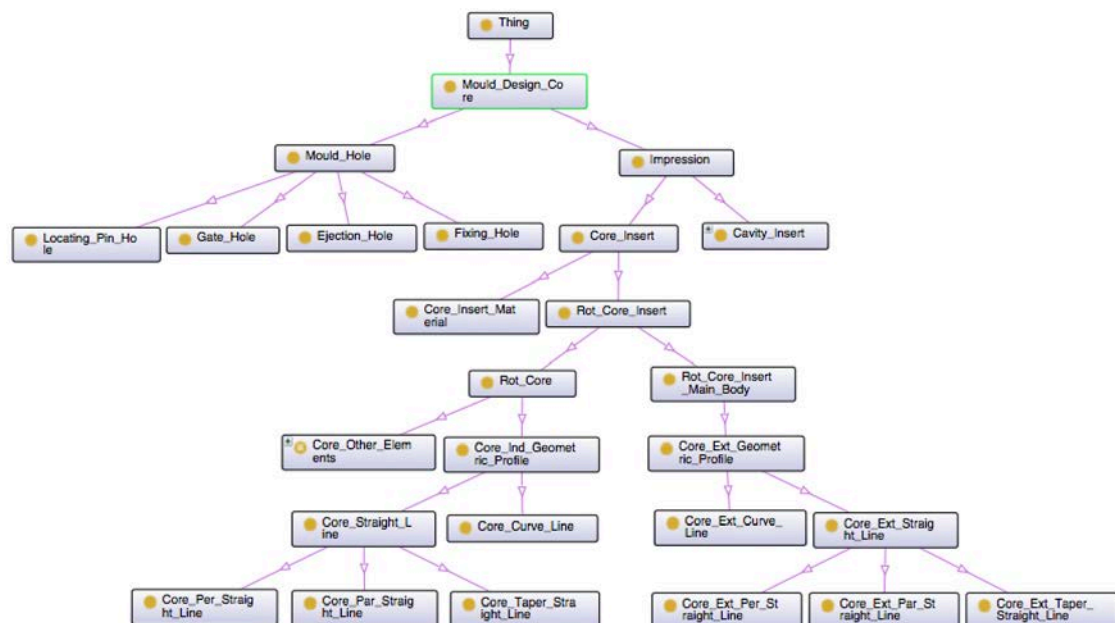 Thing
Mould_Design_Co
re
Mould_Hole
Impression
Locating_Pin_Ho
le
Gate_Hole
Ejection_Hole
Fixing_Hole
Core_Insert
Cavity_Insert
Core_Insert_Mat
erial
Rot_Core_Insert
Rot_Core
Rot_Core_Insert
_Main_Body
Core_Other_Elem
ents
Core_Ind_Geomet
ric_Profile
Core_Ext_Geomet
ric_Profile
Core_Straight_L
ine
Core_Curve_Line
Core_Ext_Curve_
Line
Core_Ext_Straig
ht_Line
Core_Per_Straig
ht_Line
Core_Par_Straig
ht_Line
Core_Taper_Stra
ight_Line
Core_Ext_Per_St
raight_Line
Core_Ext_Par_St
raight_Line
Core_Ext_Taper_
Straight_Line